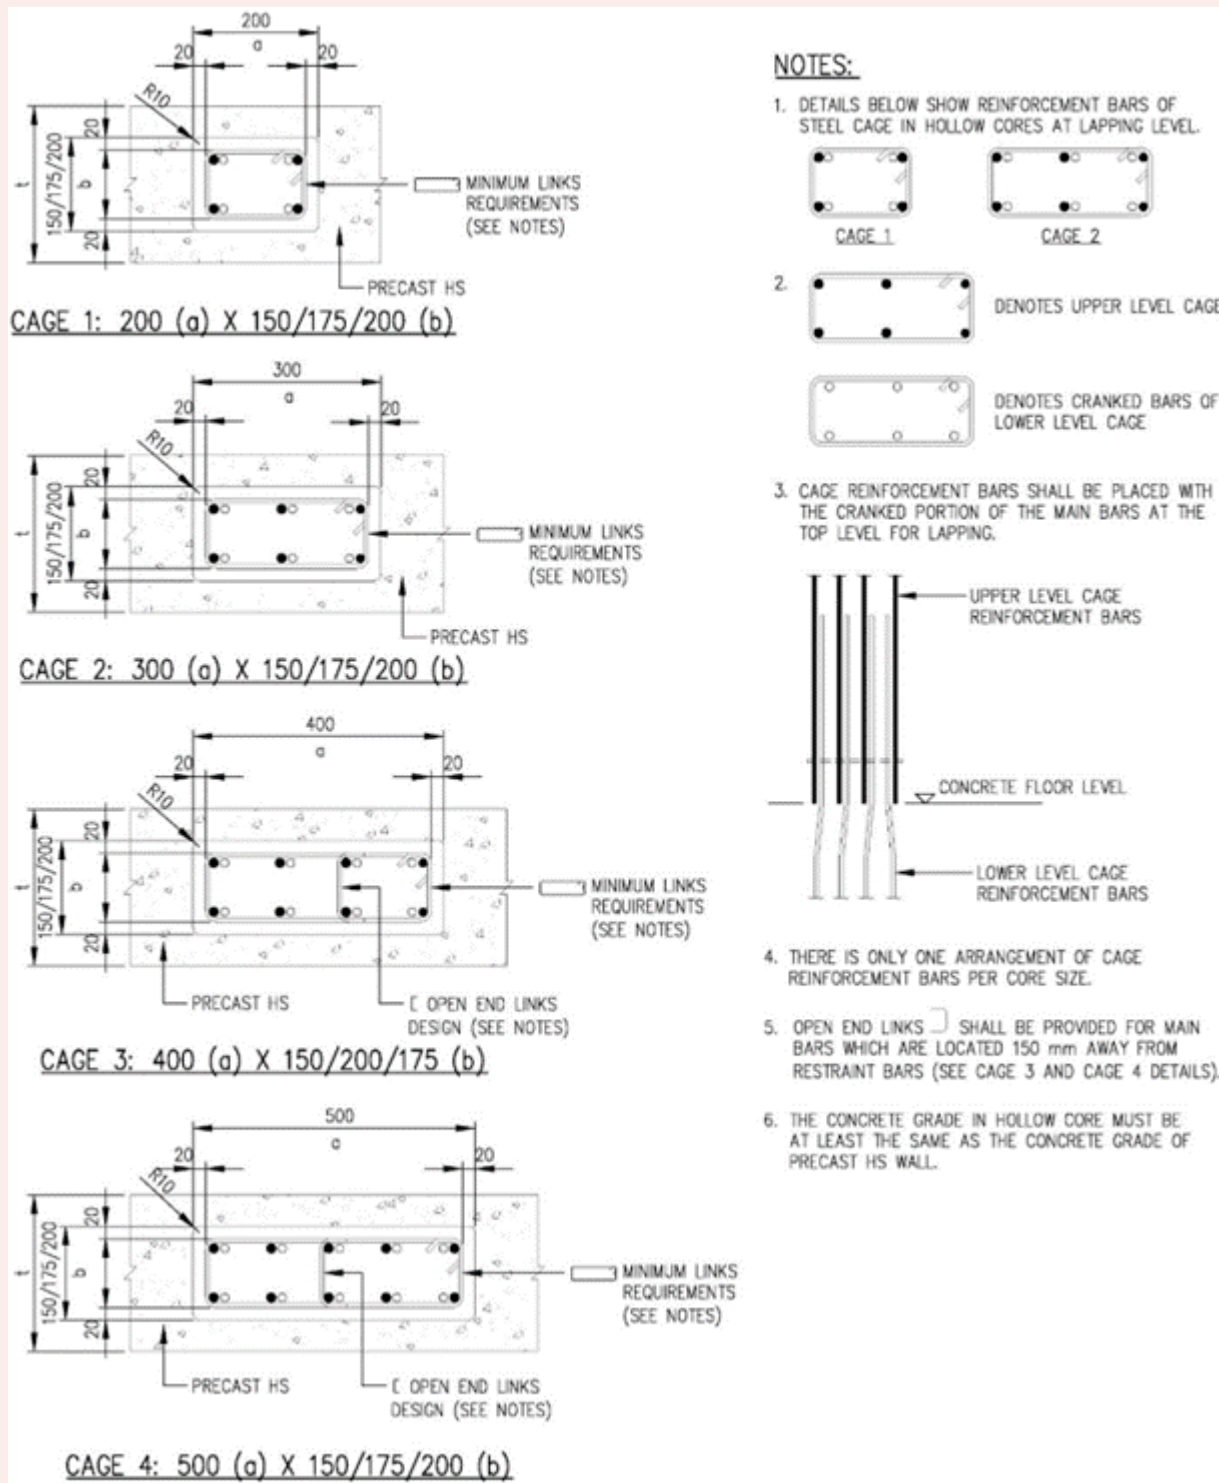 200
a
20
20
R10
20
t
150/175/200
b
20
MINIMUM LINKS
REQUIREMENTS
(SEE NOTES)
PRECAST HS
CAGE 1: 200 (a) X 150/175/200 (b)
300
a
20
20
R10
20
t
150/175/200
b
20
MINIMUM LINKS
REQUIREMENTS
(SEE NOTES)
PRECAST HS
CAGE 2: 300 (a) X 150/175/200 (b)
400
a
20
20
R10
20
t
150/175/200
b
20
MINIMUM LINKS
REQUIREMENTS
(SEE NOTES)
PRECAST HS
[ OPEN END LINKS
DESIGN (SEE NOTES)
CAGE 3: 400 (a) X 150/200/175 (b)
500
a
20
20
R10
20
t
150/175/200
b
20
MINIMUM LINKS
REQUIREMENTS
(SEE NOTES)
PRECAST HS
[ OPEN END LINKS
DESIGN (SEE NOTES)
CAGE 4: 500 (a) X 150/175/200 (b)
NOTES:
1. DETAILS BELOW SHOW REINFORCEMENT BARS OF
STEEL CAGE IN HOLLOW CORES AT LAPPING LEVEL.
CAGE 1
CAGE 2
2.
DENOTES UPPER LEVEL CAGE
DENOTES CRANKED BARS OF
LOWER LEVEL CAGE
3. CAGE REINFORCEMENT BARS SHALL BE PLACED WITH
THE CRANKED PORTION OF THE MAIN BARS AT THE
TOP LEVEL FOR LAPPING.
UPPER LEVEL CAGE
REINFORCEMENT BARS
CONCRETE FLOOR LEVEL
LOWER LEVEL CAGE
REINFORCEMENT BARS
4. THERE IS ONLY ONE ARRANGEMENT OF CAGE
REINFORCEMENT BARS PER CORE SIZE.
5. OPEN END LINKS SHALL BE PROVIDED FOR MAIN
BARS WHICH ARE LOCATED 150 mm AWAY FROM
RESTRAINT BARS (SEE CAGE 3 AND CAGE 4 DETAILS).
6. THE CONCRETE GRADE IN HOLLOW CORE MUST BE
AT LEAST THE SAME AS THE CONCRETE GRADE OF
PRECAST HS WALL.